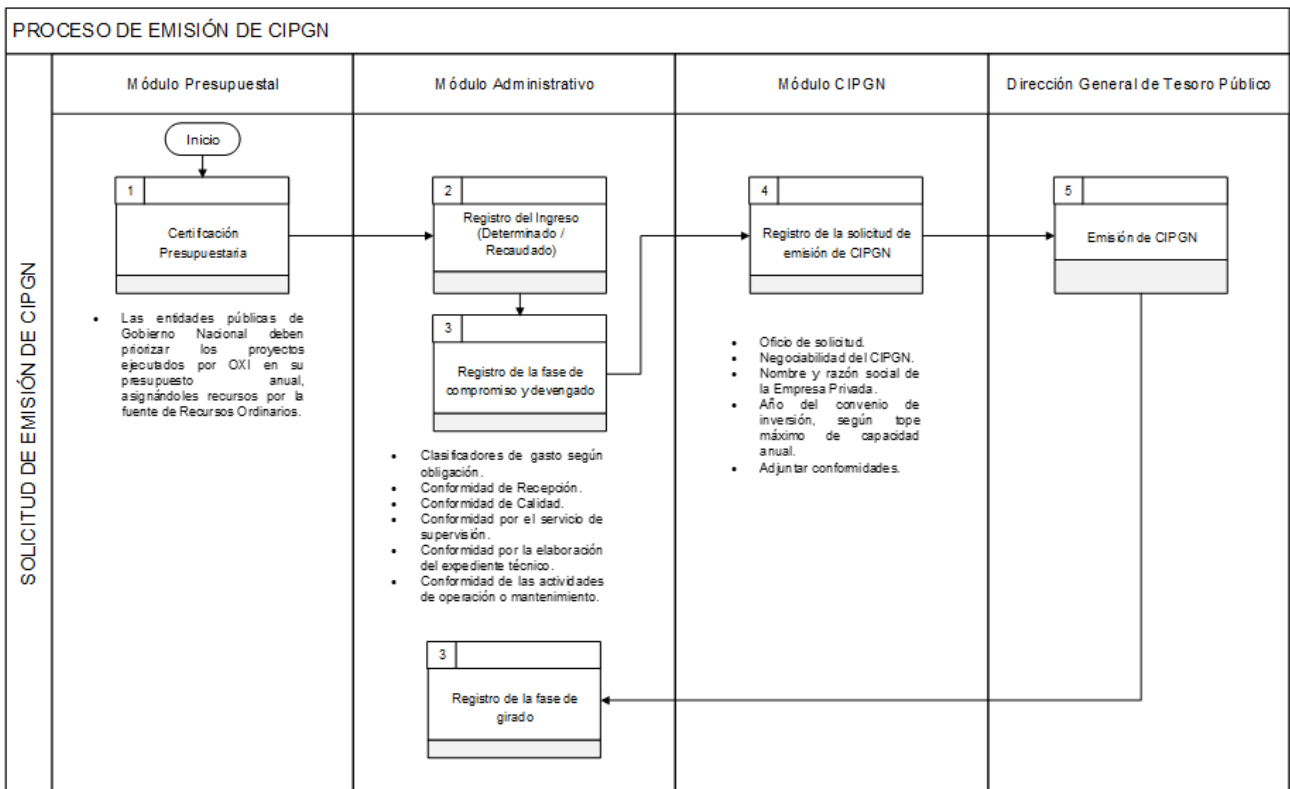 PROCESO DE EMISIÓN DE CIPGN
SOLICITUD DE EMISIÓN DE CIPGN
Módulo Presupuestal
Módulo Administrativo
Módulo CIPGN
Dirección General de Tesoro Público
Inicio
1
Certificación
Presupuestaria
• Las entidades públicas de
Gobierno Nacional deben
priorizar los proyectos
ejecutados por OXI en su
presupuesto anual,
asignándoles recursos por la
fuente de Recursos Ordinarios.
2
Registro del Ingreso
(Determinado /
Recaudado)
3
Registro de la fase de
compromiso y devengado
• Clasificadores de gasto según
obligación.
• Conformidad de Recepción.
• Conformidad de Calidad.
• Conformidad por el servicio de
supervisión.
• Conformidad por la elaboración
del expediente técnico.
• Conformidad de las actividades
de operación o mantenimiento.
4
Registro de la solicitud de
emisión de CIPGN
• Oficio de solicitud.
• Negociabilidad del CIPGN.
• Nombre y razón social de
la Empresa Privada.
• Año del convenio de
inversión, según tope
máximo de capacidad
anual.
• Adjuntar conformidades.
5
Emisión de CIPGN
3
Registro de la fase de
girado